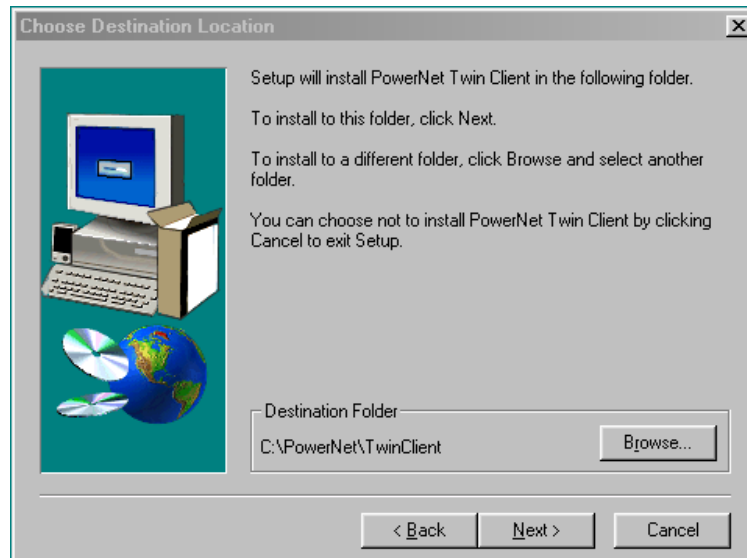 Choose Destination Location
Setup will install PowerNet Twin Client in the following folder.
To install to this folder, click Next.
To install to a different folder, click Browse and select another
folder.
You can choose not to install PowerNet Twin Client by clicking
Cancel to exit Setup.
Destination Folder
C:\PowerNet\TwinClient
Browse...
< Back
Next >
Cancel